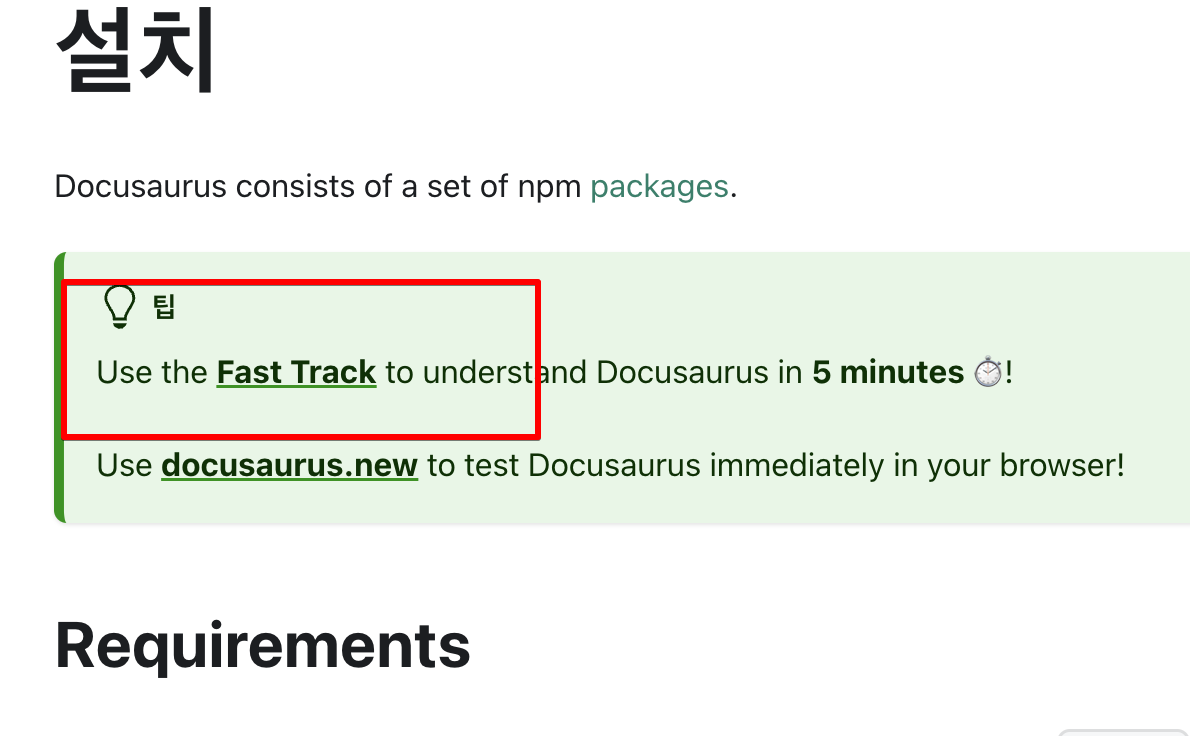 설치
Docusaurus consists of a set of npm packages.
팁
Use the Fast Track to understand Docusaurus in 5 minutes ⏱️!
Use docusaurus.new to test Docusaurus immediately in your browser!
Requirements